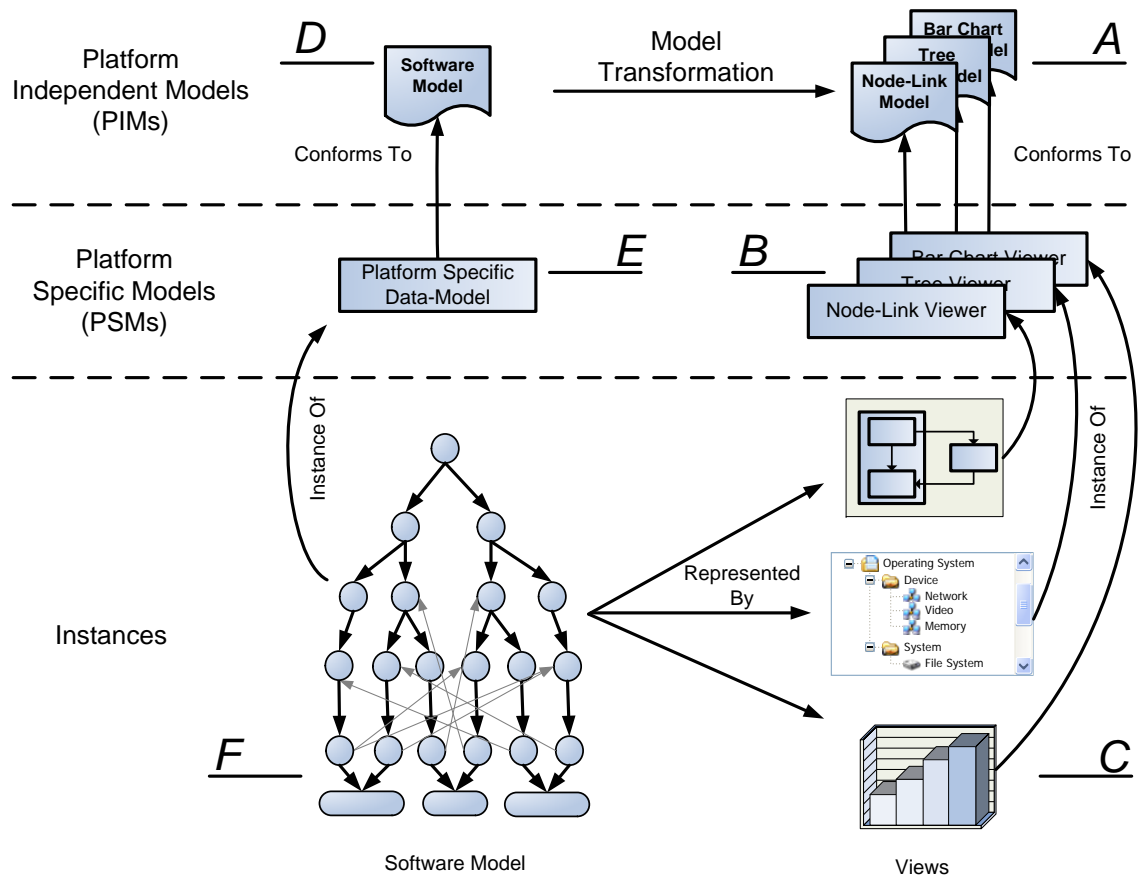 Platform
Independent Models
(PIMs)
D
Software
Model
Model
Transformation
Bar Chart
Tree
Node-Link
Model
A
Conforms To
Conforms To
Platform
Specific Models
(PSMs)
Platform Specific
Data-Model
E
B
Bar Chart Viewer
Tree Viewer
Node-Link Viewer
Instance Of
Instance Of
Instances
Represented
By
Operating System
Device
Network
Video
Memory
System
File System
F
C
Software Model
Views